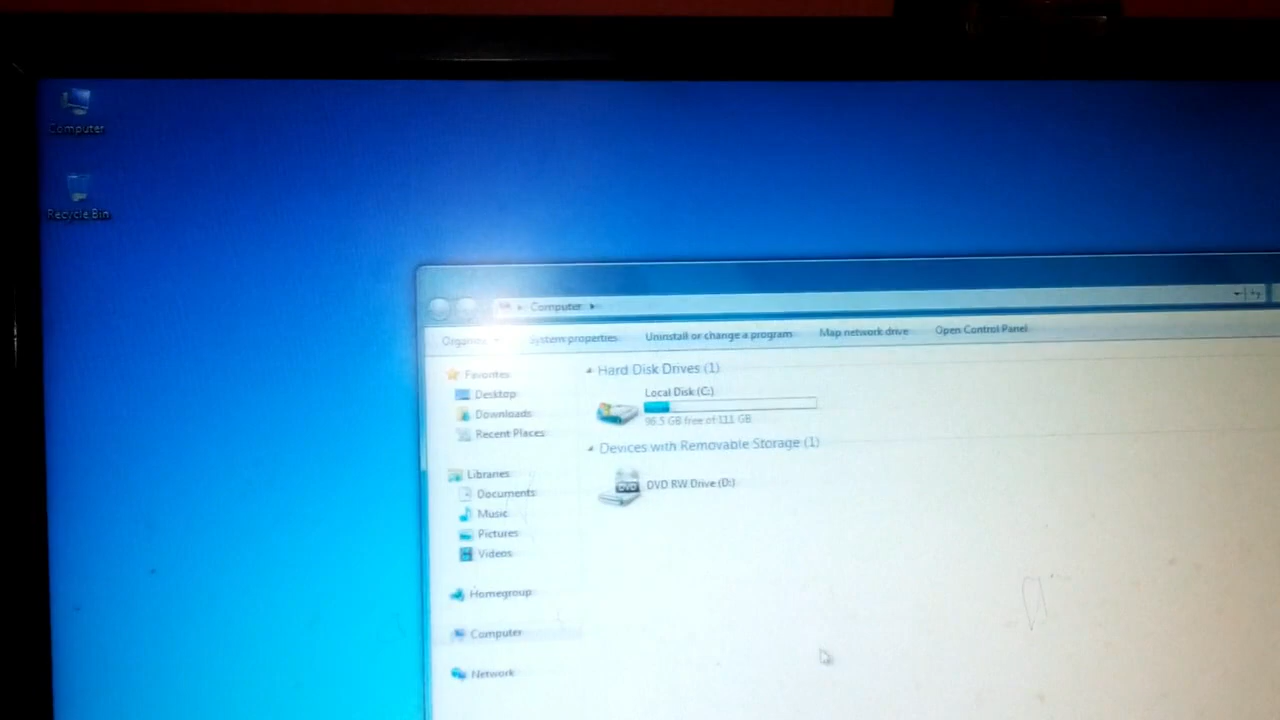 Computer
Recycle Bin
Computer
Organize
System properties
Uninstall or change a program
Map network drive
Open Control Panel
Favorites
Desktop
Downloads
Recent Places
Libraries
Documents
Music
Pictures
Videos
Homegroup
Computer
Network
Hard Disk Drives (1)
Local Disk (C:)
96.5 GB free of 111 GB
Devices with Removable Storage (1)
DVD
DVD RW Drive (D:)